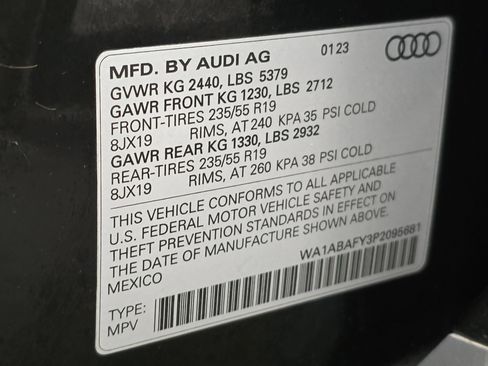 MFD. BY AUDI AG 01 23
GVWR KG 2440, LBS 5379
GAWR FRONT KG 1230, LBS 2712
FRONT-TIRES 235/55 R19
8JX19 RIMS, AT 240 KPA 35 PSI COLD
GAWR REAR KG 1330, LBS 2932
REAR-TIRES 235/55 R19
8JX19 RIMS, AT 260 KPA 38 PSI COLD
THIS VEHICLE CONFORMS TO ALL APPLICABLE
U.S. FEDERAL MOTOR VEHICLE SAFETY AND
THEFT PREVENTION STANDARDS IN EFFECT ON
THE DATE OF MANUFACTURE SHOWN ABOVE.
MEXICO
WA1ABAFY3P2095681
TYPE:
MPV